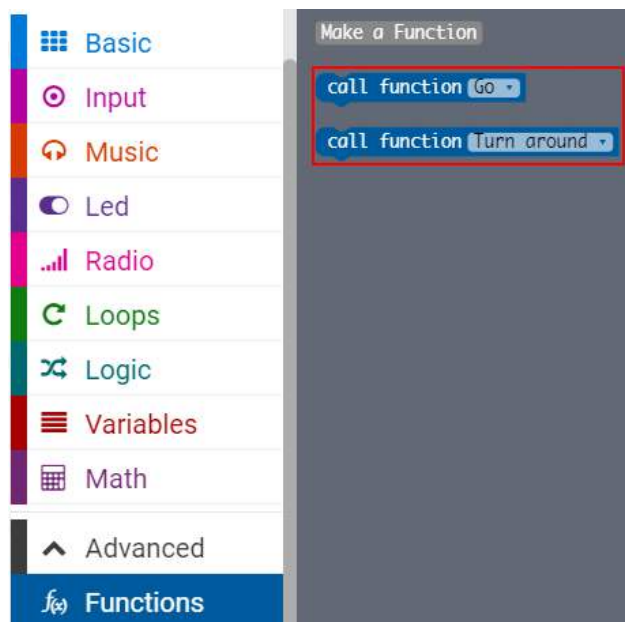 Basic
Input
Music
Led
Radio
Loops
Logic
Variables
Math
Advanced
f(x) Functions
Make a Function
call function Go
call function Turn around